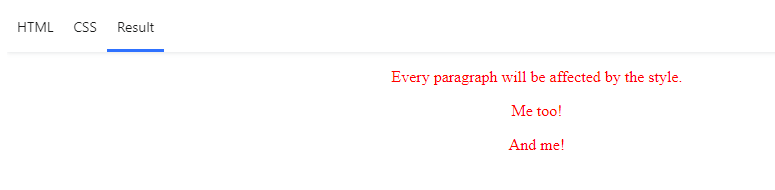 HTML CSS Result
Every paragraph will be affected by the style.
Me too!
And me!